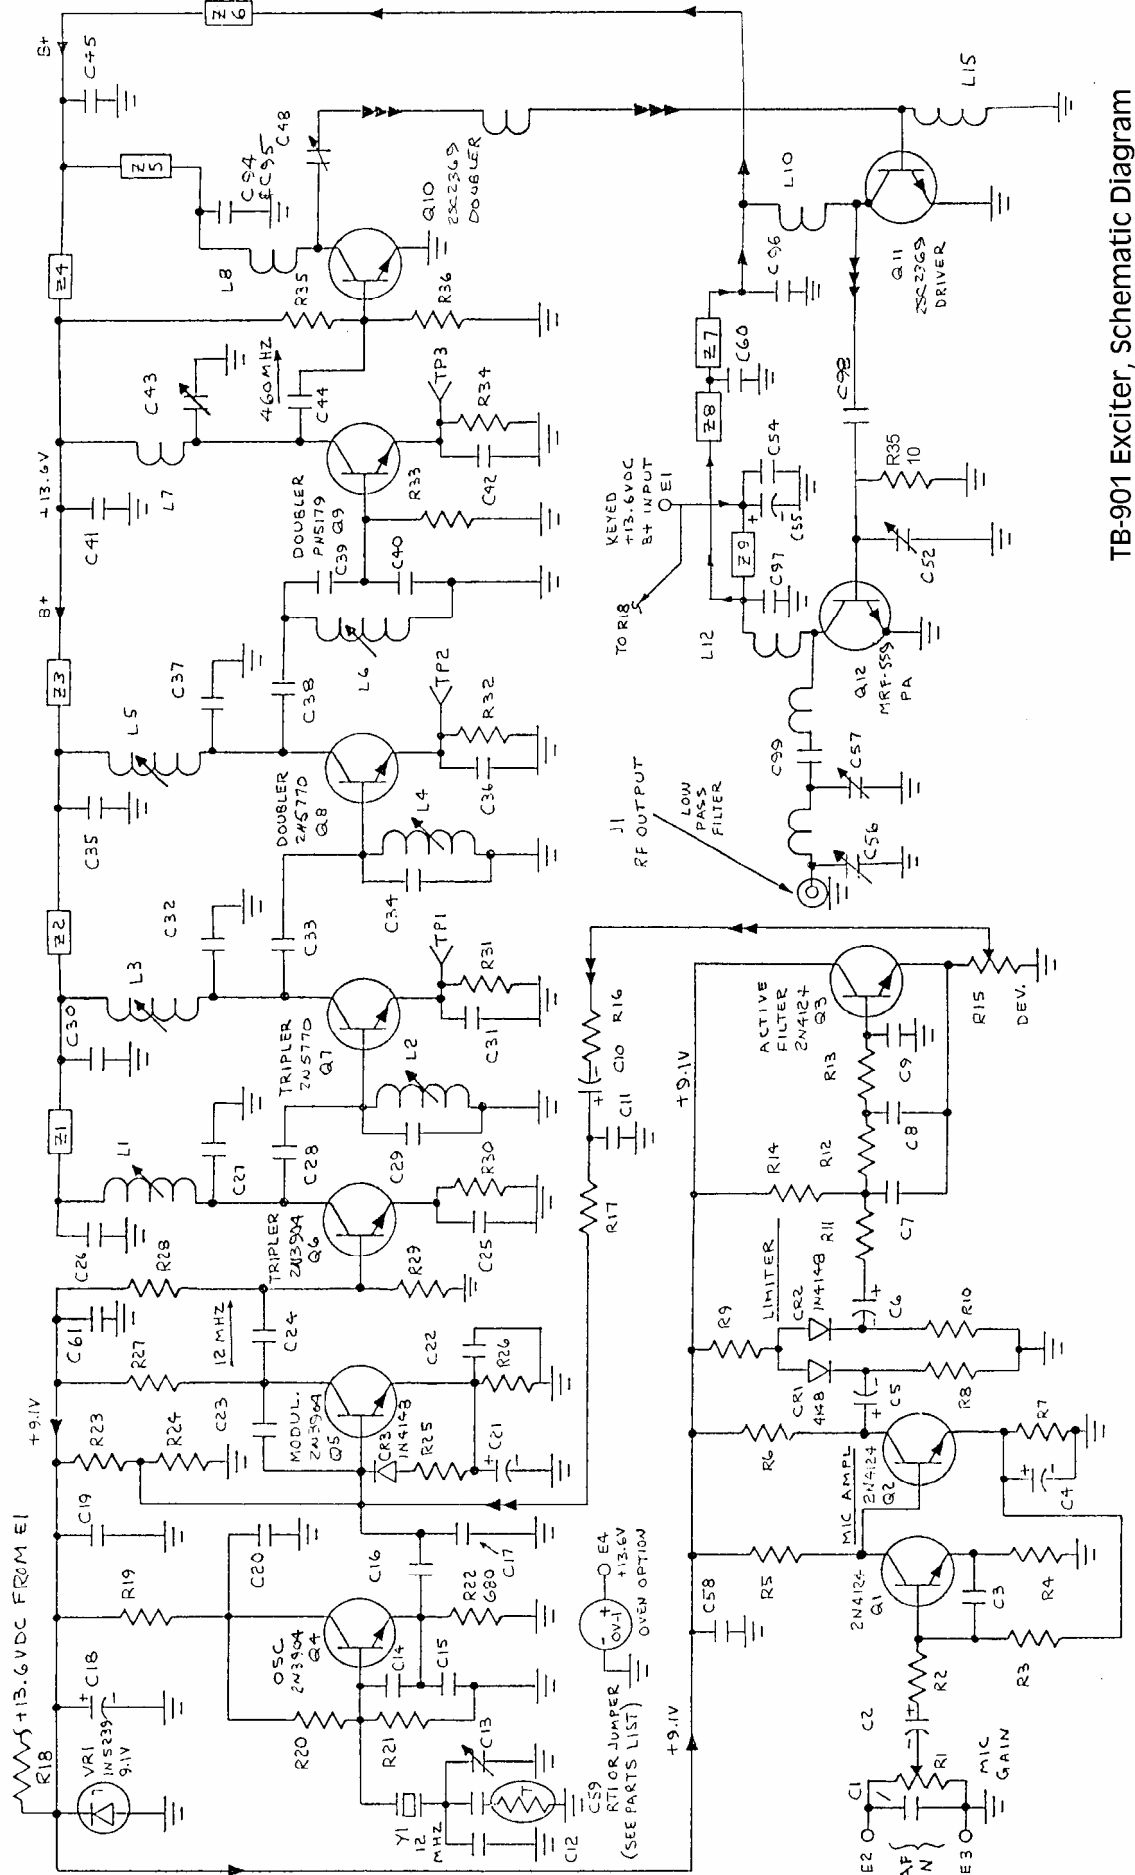 Z6
B+
C45
Z5
C94
&C95
C48
L15
Q10
2SC2369
DOUBLER
L8
L10
Z4
R35
R36
Q11
2SC2369
DRIVER
C96
C43
460MHZ
C44
TP3
R34
Z7
C60
Z8
C98
+13.6V
L7
C41
DOUBLER
PN5179
Q9
R33
C42
KEYED
+13.6VDC
B+ INPUT
E1
C54
C55
+
R35
10
Z9
B+
C39
C40
C97
C52
TO R18
Z3
C37
L5
C38
L6
TP2
R32
L12
Q12
MRF-559
PA
C35
DOUBLER
2N5770
Q8
C36
C99
C57
L4
J1
RF OUTPUT
LOW
PASS
FILTER
C56
C34
Z2
C32
L3
C33
TP1
R31
C30
TRIPLER
2N5770
Q7
C31
L2
C10
R16
+
-
ACTIVE
FILTER
2N4124
Q3
R15
DEV.
+9.1V
R13
C9
Z1
L1
C27
C28
C29
R30
C11
C8
C26
TRIPLER
2N3904
Q6
C25
R17
R14
R12
R11
C7
R28
R29
C61
12 MHZ
C24
LIMITER
CR2
1N4148
C6
-
+
R9
R10
R27
C22
R26
CR1
4148
C5
+
-
R8
+9.1V
R23
R24
C23
MODUL.
2N3904
Q5
CR3
1N4148
R25
+
C21
-
R6
MIC AMPL
2N4124
Q2
R7
+
C4
-
C19
C20
C16
C17
R19
OSC
2N3904
Q4
R22
680
E4
+13.6V
OVEN OPTION
OV-1
+
-
C58
R5
2N4124
Q1
C3
R4
+13.6VDC FROM E1
R18
+
C18
-
R20
R21
C14
C15
C13
C59
RT1 OR JUMPER
(SEE PARTS LIST)
+9.1V
C2
-
+
R2
R3
VR1
1N5239
9.1V
Y1
12
MHZ
T
C12
C1
R1
MIC
GAIN
E2
E3
AF
TB-901 Exciter, Schematic Diagram